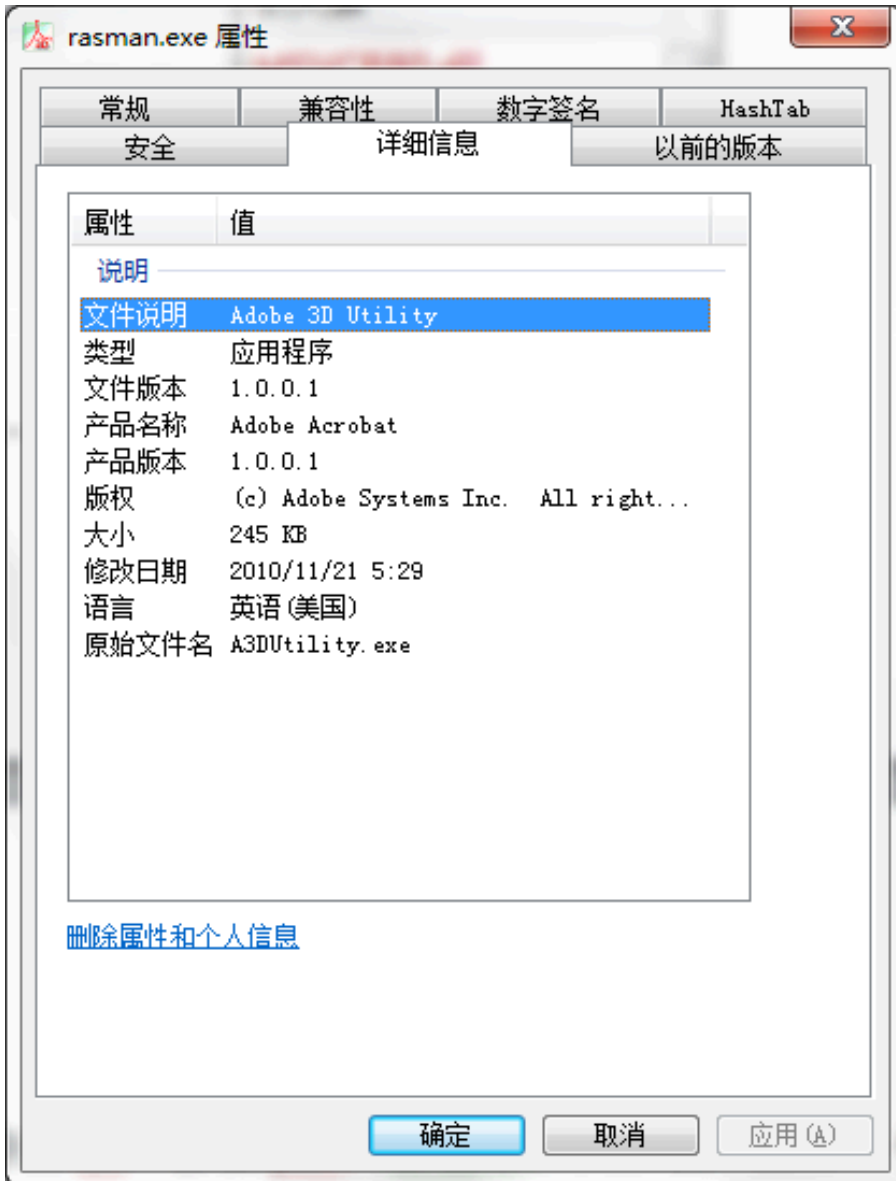 rasman.exe 属性
常规 兼容性 数字签名 HashTab
安全 详细信息 以前的版本
属性 值
说明
文件说明 Adobe 3D Utility
类型 应用程序
文件版本 1.0.0.1
产品名称 Adobe Acrobat
产品版本 1.0.0.1
版权 (c) Adobe Systems Inc. All right...
大小 245 KB
修改日期 2010/11/21 5:29
语言 英语(美国)
原始文件名 A3DUtility.exe
删除属性和个人信息
确定 取消 应用(A)